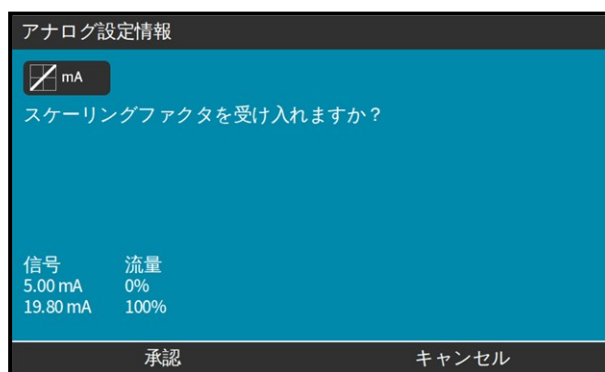 アナログ設定情報
mA
スケーリングファクタを受け入れますか？
信号 流量
5.00 mA 0%
19.80 mA 100%
承認 キャンセル